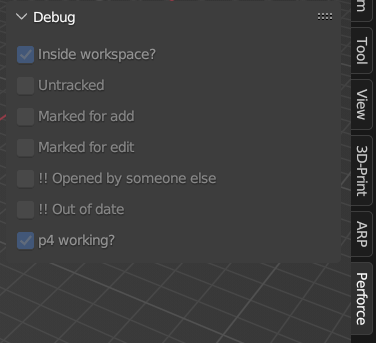 Debug
Inside workspace?
Untracked
Marked for add
Marked for edit
!! Opened by someone else
!! Out of date
p4 working?
Tool
View
3D-Print
ARP
Perforce